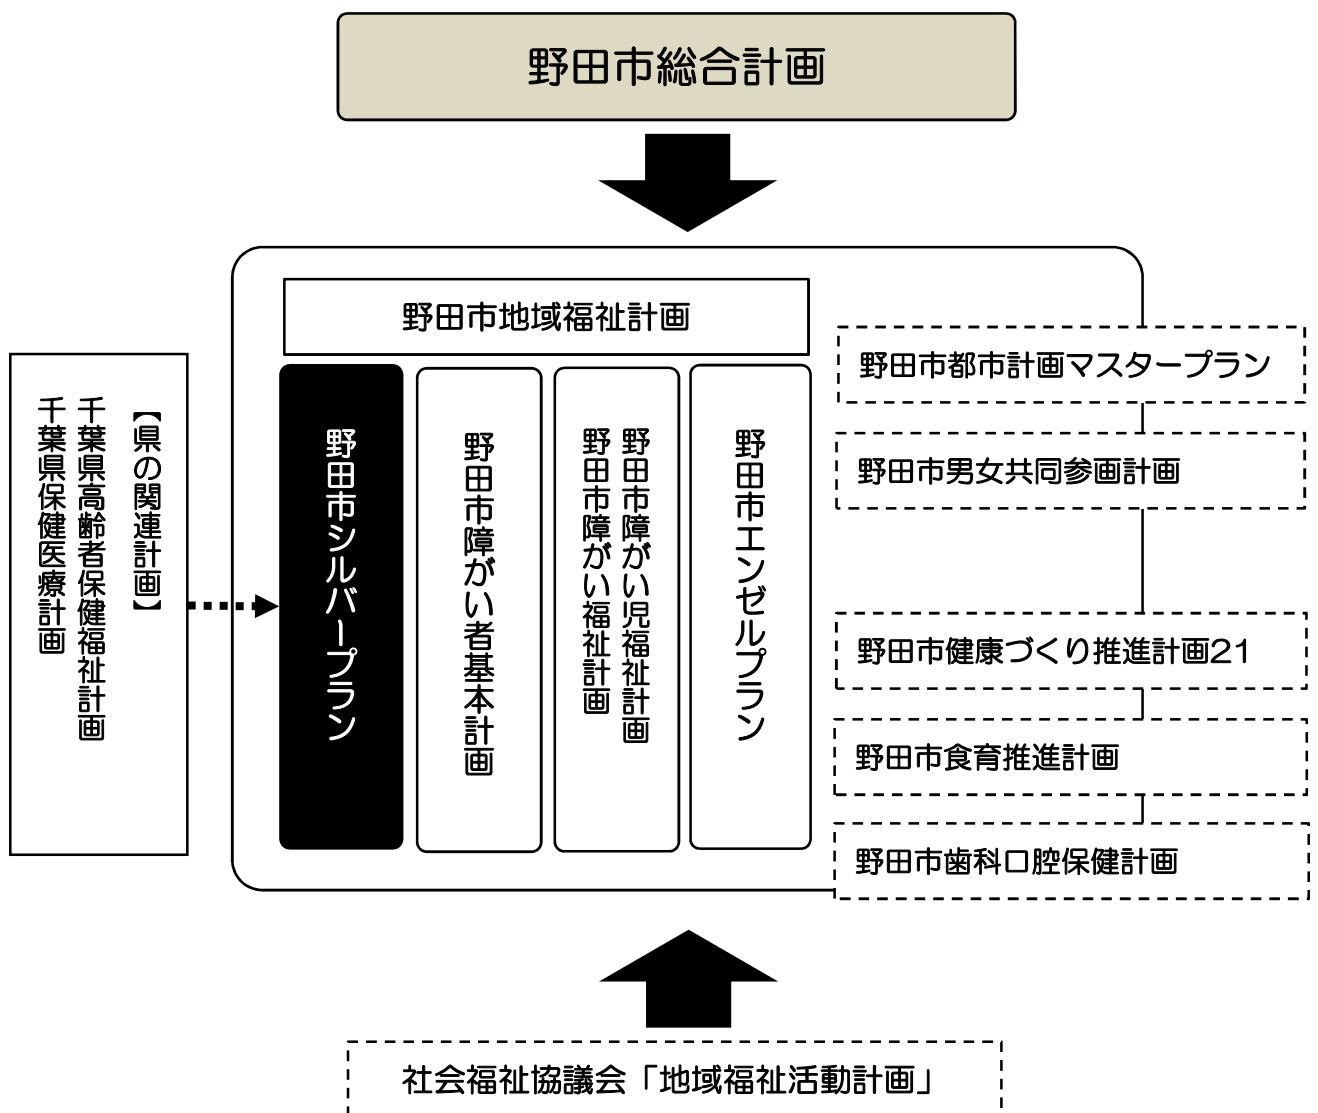 野田市総合計画
野田市地域福祉計画
【県の関連計画】
千葉県高齢者保健福祉計画
千葉県保健医療計画
野田市シルバープラン
野田市障がい者基本計画
野田市障がい児福祉計画
野田市障がい福祉計画
野田市エンゼルプラン
野田市都市計画マスタープラン
野田市男女共同参画計画
野田市健康づくり推進計画21
野田市食育推進計画
野田市歯科口腔保健計画
社会福祉協議会「地域福祉活動計画」